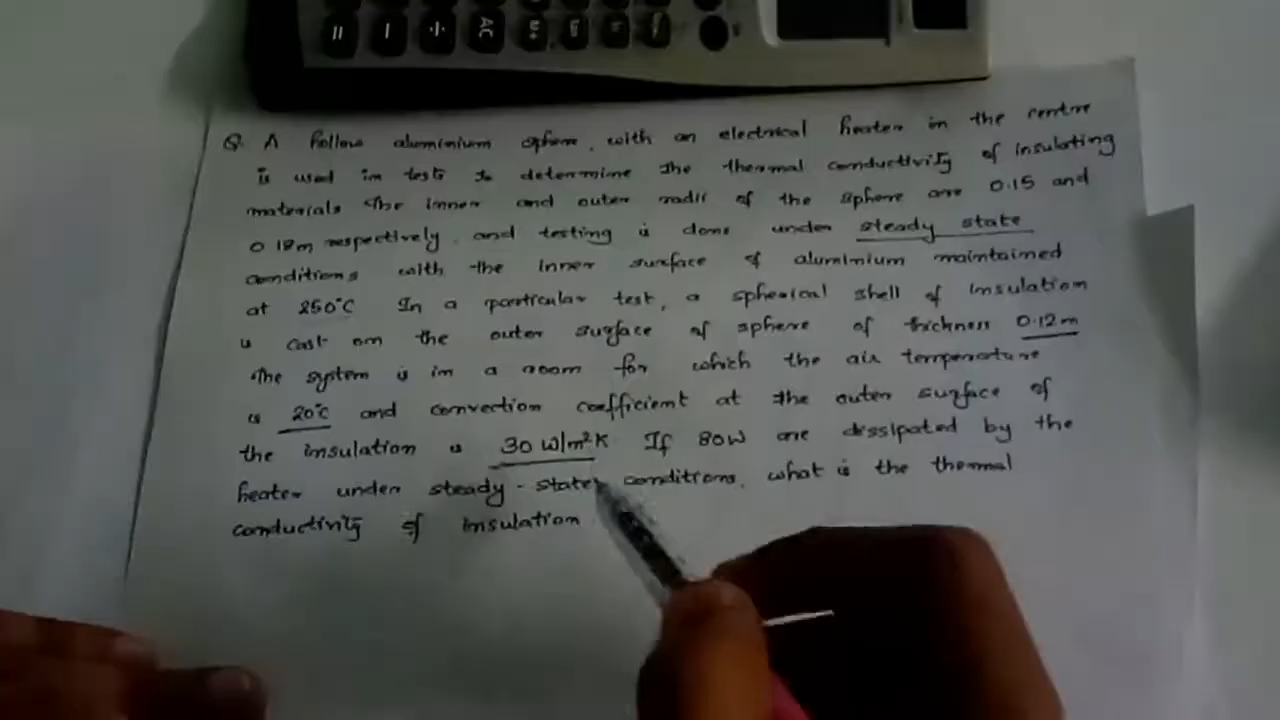 II I ·|· AC M+
Q. A hollow aluminium sphere, with an electrical heater in the centre
is used in tests to determine the thermal conductivity of insulating
materials The inner and outer radii of the sphere are 0.15 and
0.18m respectively, and testing is done under steady state
conditions with the inner surface of aluminium maintained
at 250°C In a particular test, a spherical shell of insulation
is cast on the outer surface of sphere of thickness 0.12m
The system is in a room for which the air temperature
is 20°C and convection coefficient at the outer surface of
the insulation is 30 W/m²K If 80W are dissipated by the
heater under steady-state conditions, what is the thermal
conductivity of insulation